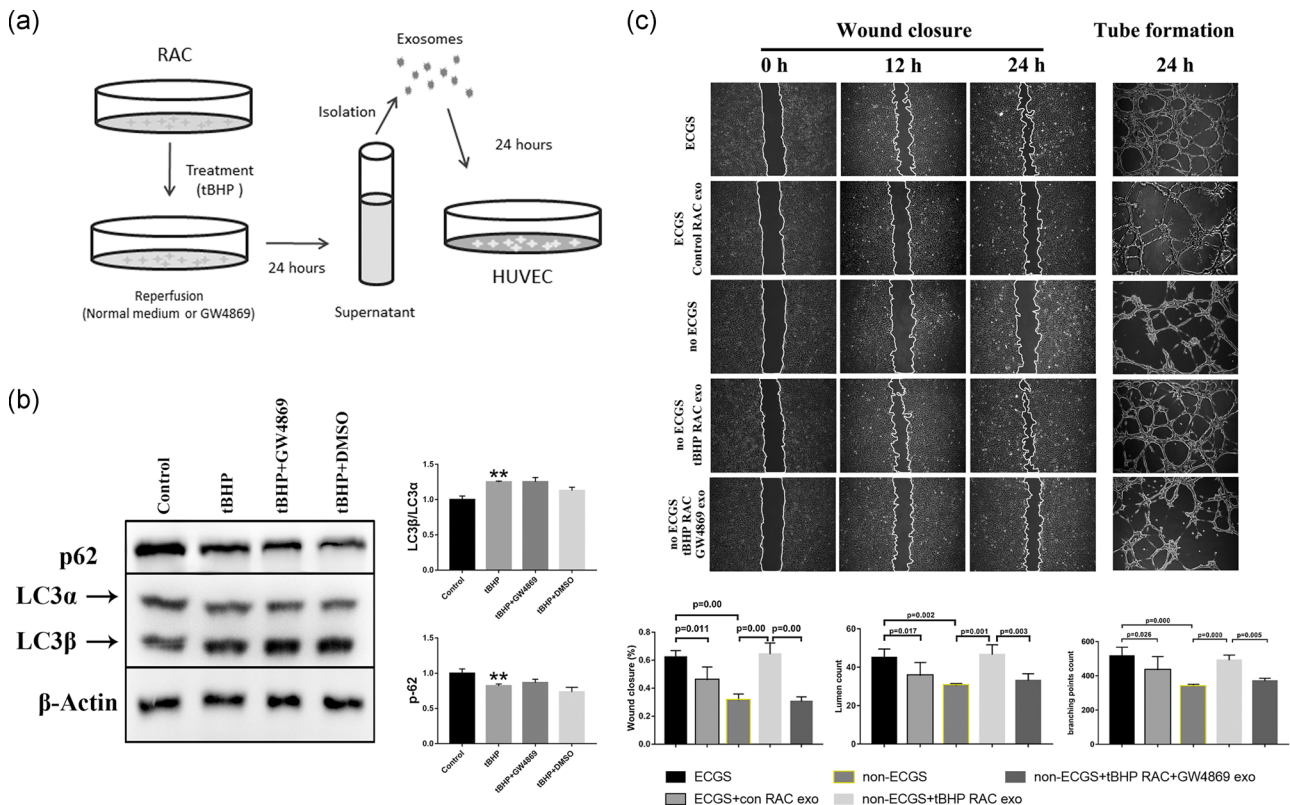 (a)
RAC
Treatment
(tBHP )
Reperfusion
(Normal medium or GW4869)
24 hours
Supernatant
Isolation
Exosomes
24 hours
HUVEC
(b)
Control
tBHP
tBHP+GW4869
tBHP+DMSO
p62
LC3α
LC3β
β-Actin
LC3β/LC3α
1.5
1.0
0.5
0.0
**
Control
tBHP
tBHP+GW4869
tBHP+DMSO
p-62
1.5
1.0
0.5
0.0
**
Control
tBHP
tBHP+GW4869
tBHP+DMSO
(c)
Wound closure
Tube formation
0 h
12 h
24 h
24 h
ECGS
ECGS
Control RAC exo
no ECGS
no ECGS
tBHP RAC exo
no ECGS
tBHP RAC
GW4869 exo
Wound closure (%)
0.8
0.6
0.4
0.2
0.0
p=0.00
p=0.011
p=0.00
p=0.00
Lumen count
60
40
20
0
p=0.002
p=0.017
p=0.001
p=0.003
branching points count
600
400
200
0
p=0.000
p=0.026
p=0.000
p=0.005
ECGS
non-ECGS
non-ECGS+tBHP RAC+GW4869 exo
ECGS+con RAC exo
non-ECGS+tBHP RAC exo